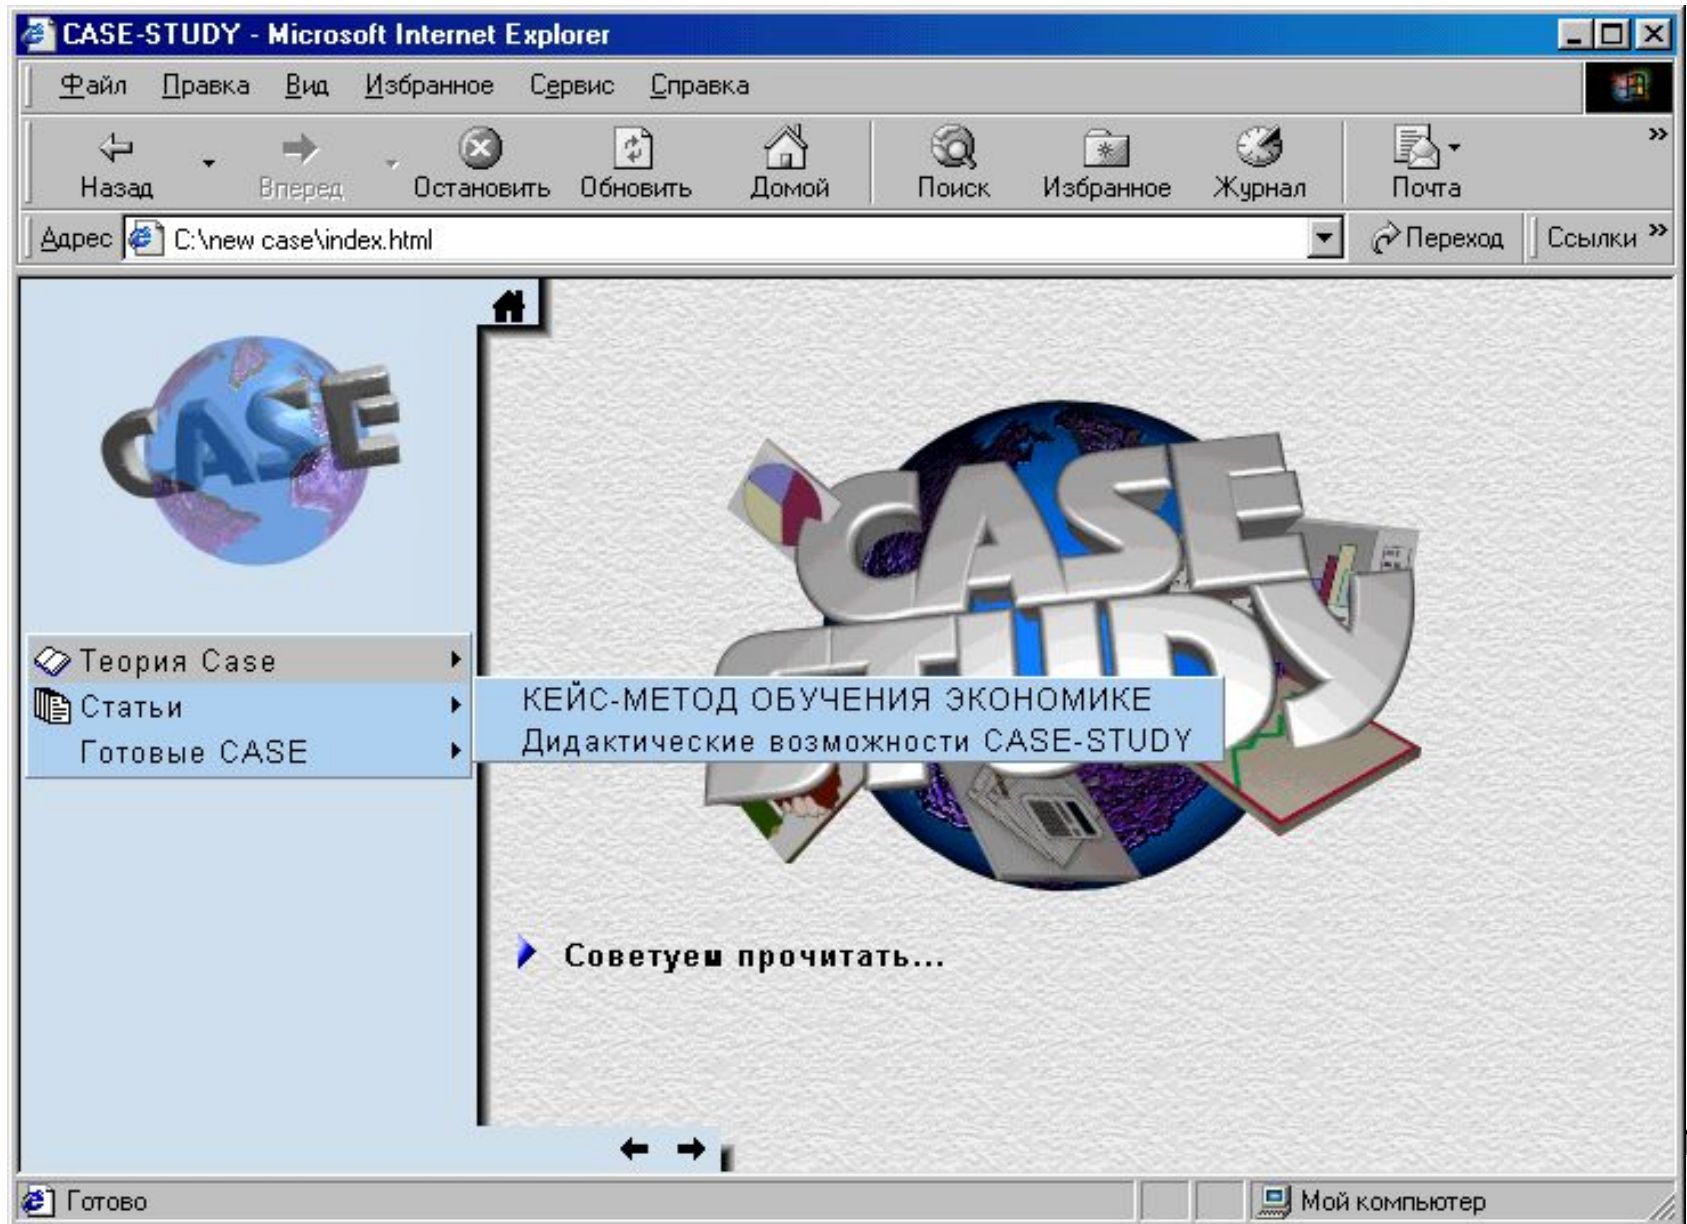 CASE-STUDY - Microsoft Internet Explorer
Файл Правка Вид Избранное Сервис Справка
Назад Вперед Остановить Обновить Домой Поиск Избранное Журнал Почта »
Адрес C:\new case\index.html Переход Ссылки »
CASE
CASE
STUDY
Теория Case
Статьи
Готовые CASE
КЕЙС-МЕТОД ОБУЧЕНИЯ ЭКОНОМИКЕ
Дидактические возможности CASE-STUDY
Советуем прочитать...
Готово Мой компьютер